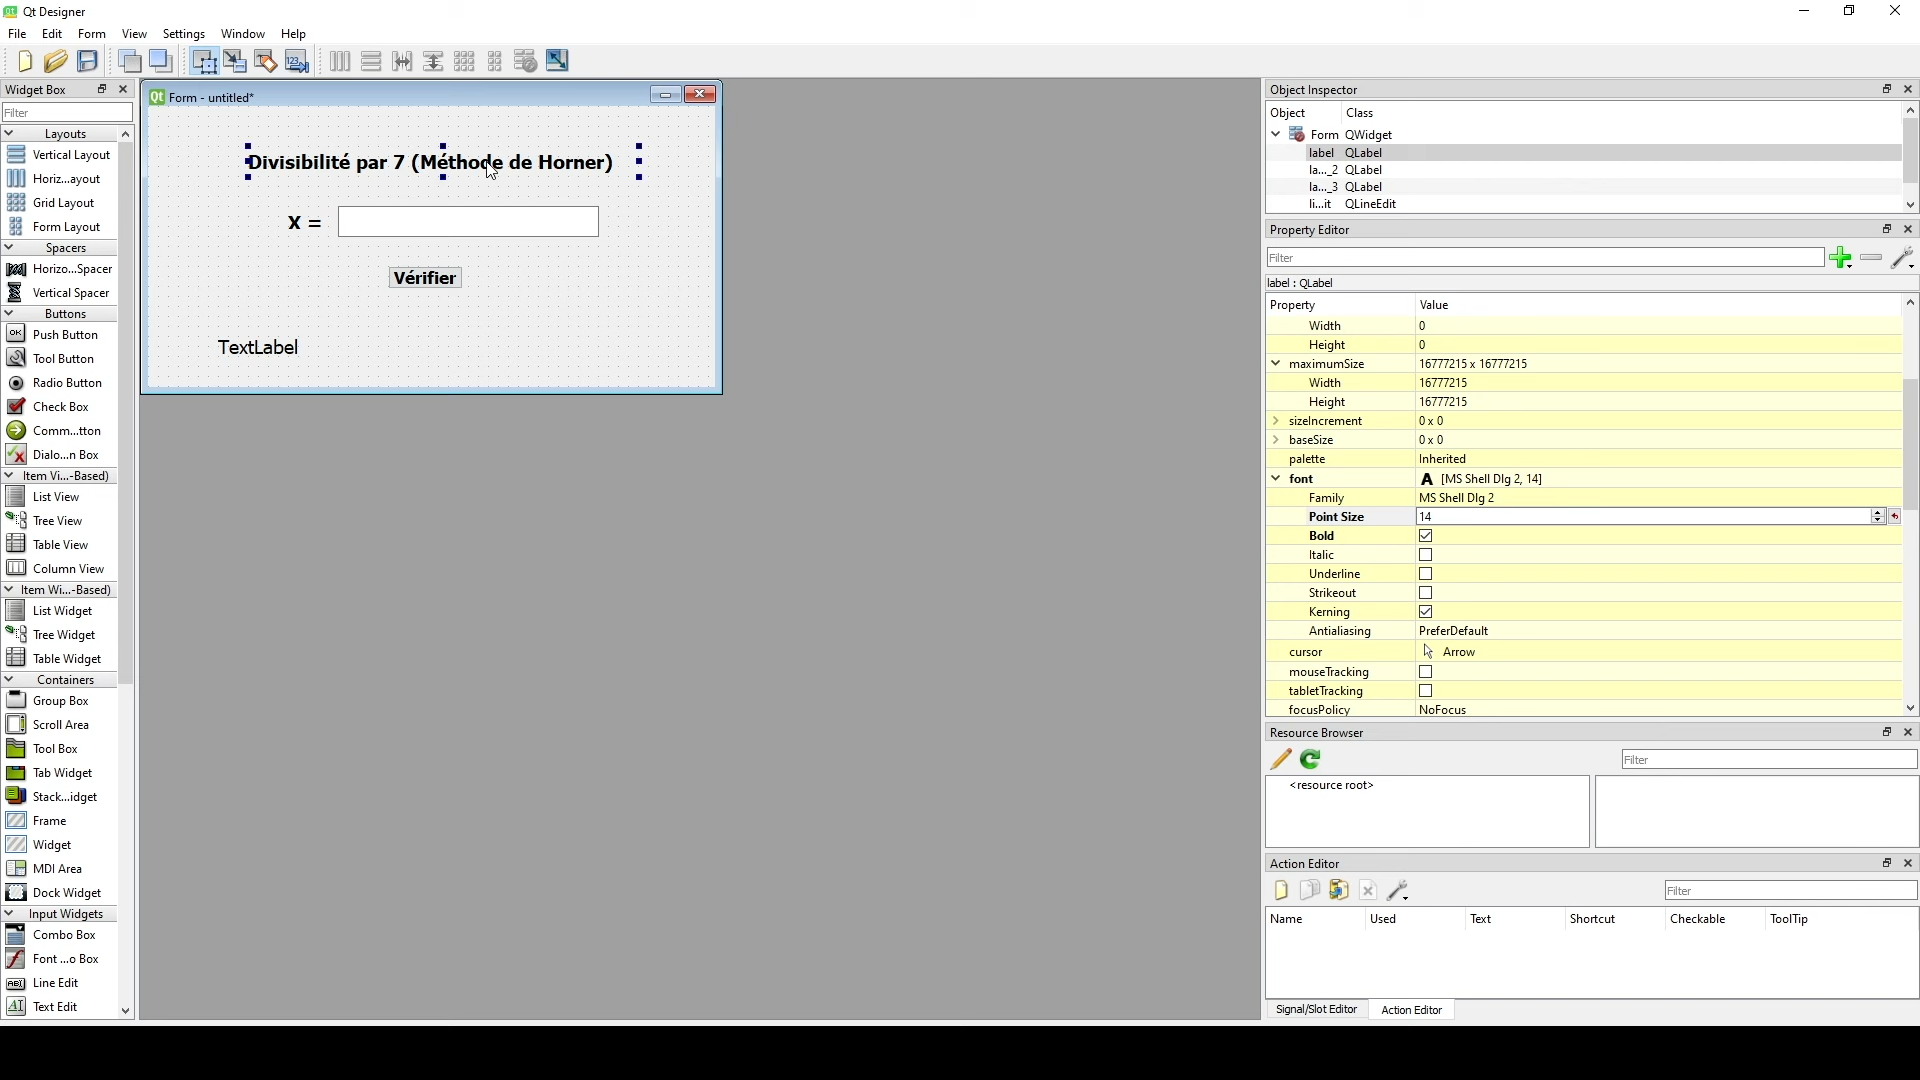 Qt Designer
File Edit Form View Settings Window Help
Widget Box
Filter
Layouts
Vertical Layout
Horiz...ayout
Grid Layout
Form Layout
Spacers
Horizo...Spacer
Vertical Spacer
Buttons
Push Button
Tool Button
Radio Button
Check Box
Comm...tton
Dialo...n Box
Item Vi...-Based)
List View
Tree View
Table View
Column View
Item Wi...-Based)
List Widget
Tree Widget
Table Widget
Containers
Group Box
Scroll Area
Tool Box
Tab Widget
Stack...idget
Frame
Widget
MDI Area
Dock Widget
Input Widgets
Combo Box
Font ...o Box
Line Edit
Text Edit
Form - untitled*
Divisibilité par 7 (Méthode de Horner)
X =
Vérifier
TextLabel
Object Inspector
Object Class
Form QWidget
label QLabel
la..._2 QLabel
la..._3 QLabel
li...it QLineEdit
Property Editor
Filter
label : QLabel
Property Value
Width 0
Height 0
maximumSize 16777215 x 16777215
Width 16777215
Height 16777215
sizeIncrement 0 x 0
baseSize 0 x 0
palette Inherited
font A [MS Shell Dlg 2, 14]
Family MS Shell Dlg 2
Point Size 14
Bold
Italic
Underline
Strikeout
Kerning
Antialiasing PreferDefault
cursor Arrow
mouseTracking
tabletTracking
focusPolicy NoFocus
Resource Browser
Filter
<resource root>
Action Editor
Filter
Name Used Text Shortcut Checkable ToolTip
Signal/Slot Editor Action Editor